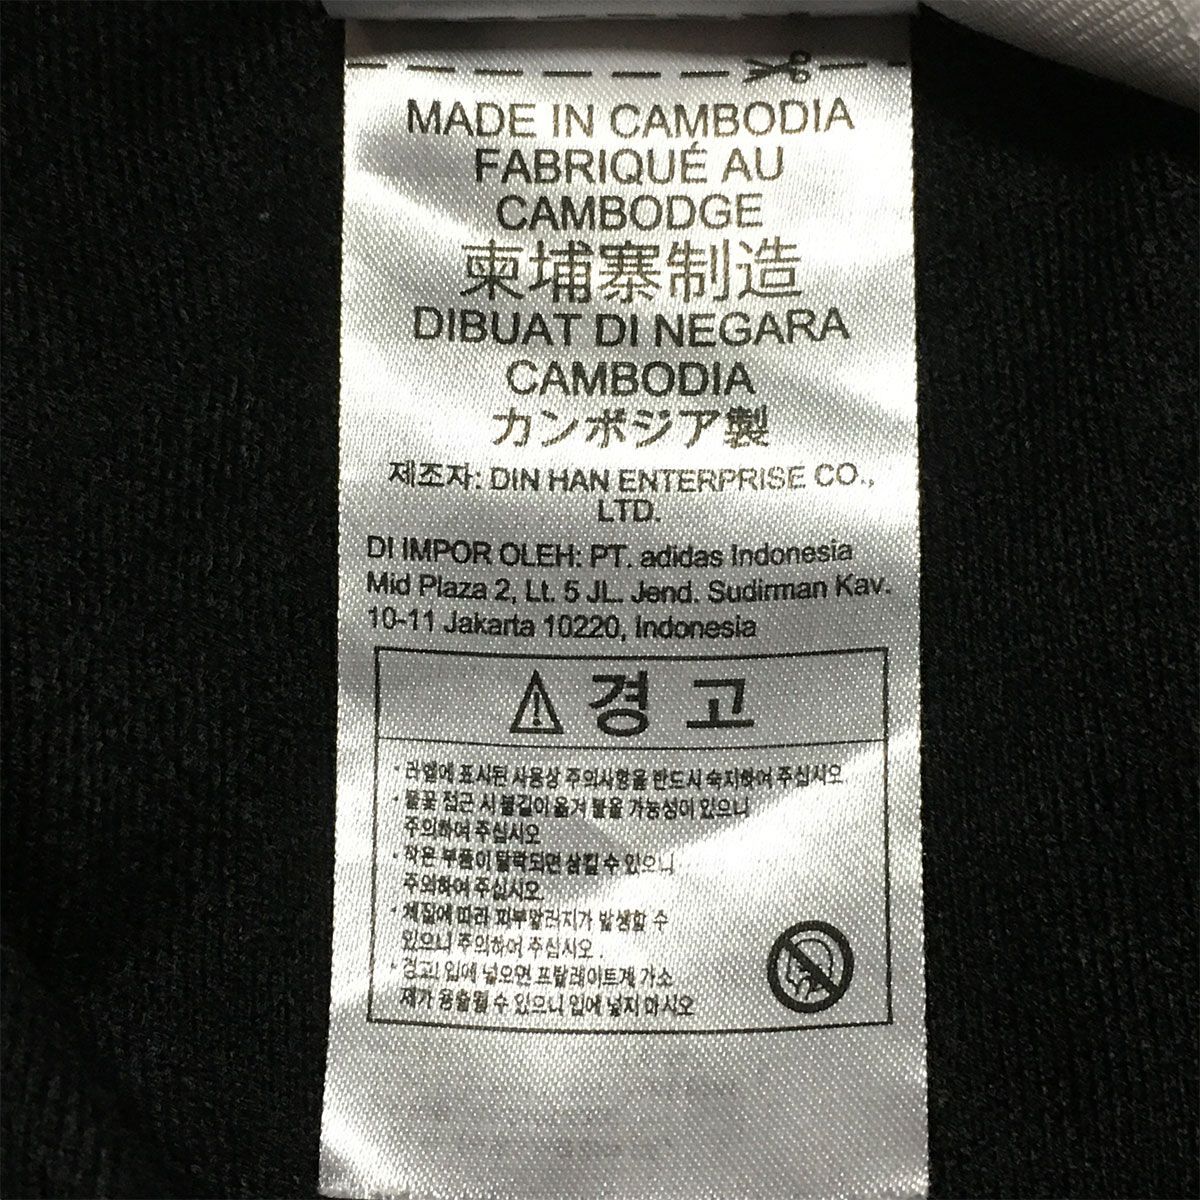 MADE IN CAMBODIA
FABRIQUÉ AU
CAMBODGE
柬埔寨制造
DIBUAT DI NEGARA
CAMBODIA
カンボジア製
제조자: DIN HAN ENTERPRISE CO.,
LTD.
DI IMPOR OLEH: PT. adidas Indonesia
Mid Plaza 2, Lt. 5 JL. Jend. Sudirman Kav.
10-11 Jakarta 10220, Indonesia
경 고
· 라벨에 표시된 사용상 주의사항을 반드시 숙지하여 주십시오.
· 불꽃 접근 시 불길이 옮겨 붙을 가능성이 있으니
주의하여 주십시오
· 작은 부품이 탈락되면 삼킬 수 있으니
주의하여 주십시오.
· 체질에 따라 피부알러지가 발생할 수
있으니 주의하여 주십시오.
· 경고! 입에 넣으면 프탈레이트계 가소
제가 용출될 수 있으니 입에 넣지 마시오